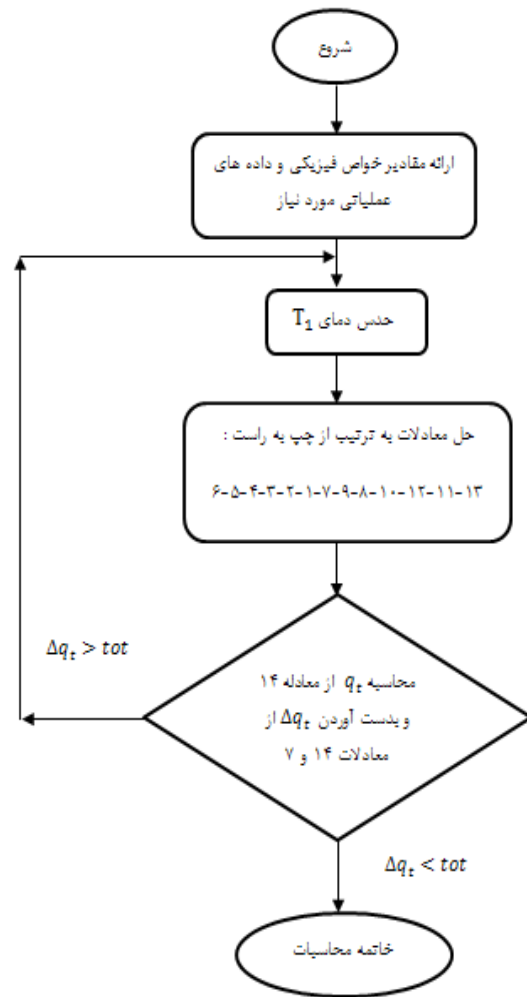 شروع
ارائه مقادیر خواص فیزیکی و داده های
عملیاتی مورد نیاز
حدس دمای T₁
حل معادلات به ترتیب از چپ به راست :
۶-۵-۴-۳-۲-۱-۷-۹-۸-۱۰-۱۲-۱۱-۱۳
Δqₜ > tot
محاسبه qₜ از معادله ۱۴
و بدست آوردن Δqₜ از
معادلات ۱۴ و ۷
Δqₜ < tot
خاتمه محاسبات